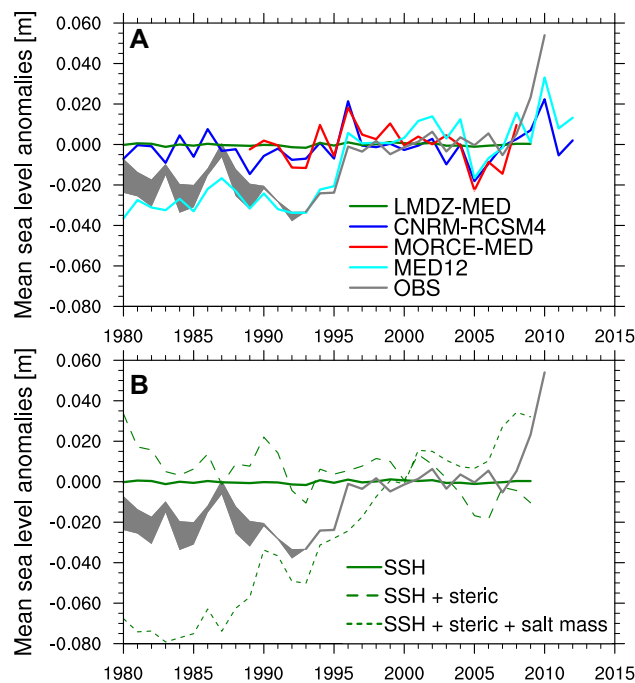 Mean sea level anomalies [m]
0.060
0.040
0.020
0.000
-0.020
-0.040
-0.060
-0.080
A
LMDZ-MED
CNRM-RCSM4
MORCE-MED
MED12
OBS
1980 1985 1990 1995 2000 2005 2010 2015
Mean sea level anomalies [m]
0.060
0.040
0.020
0.000
-0.020
-0.040
-0.060
-0.080
B
SSH
SSH + steric
SSH + steric + salt mass
1980 1985 1990 1995 2000 2005 2010 2015